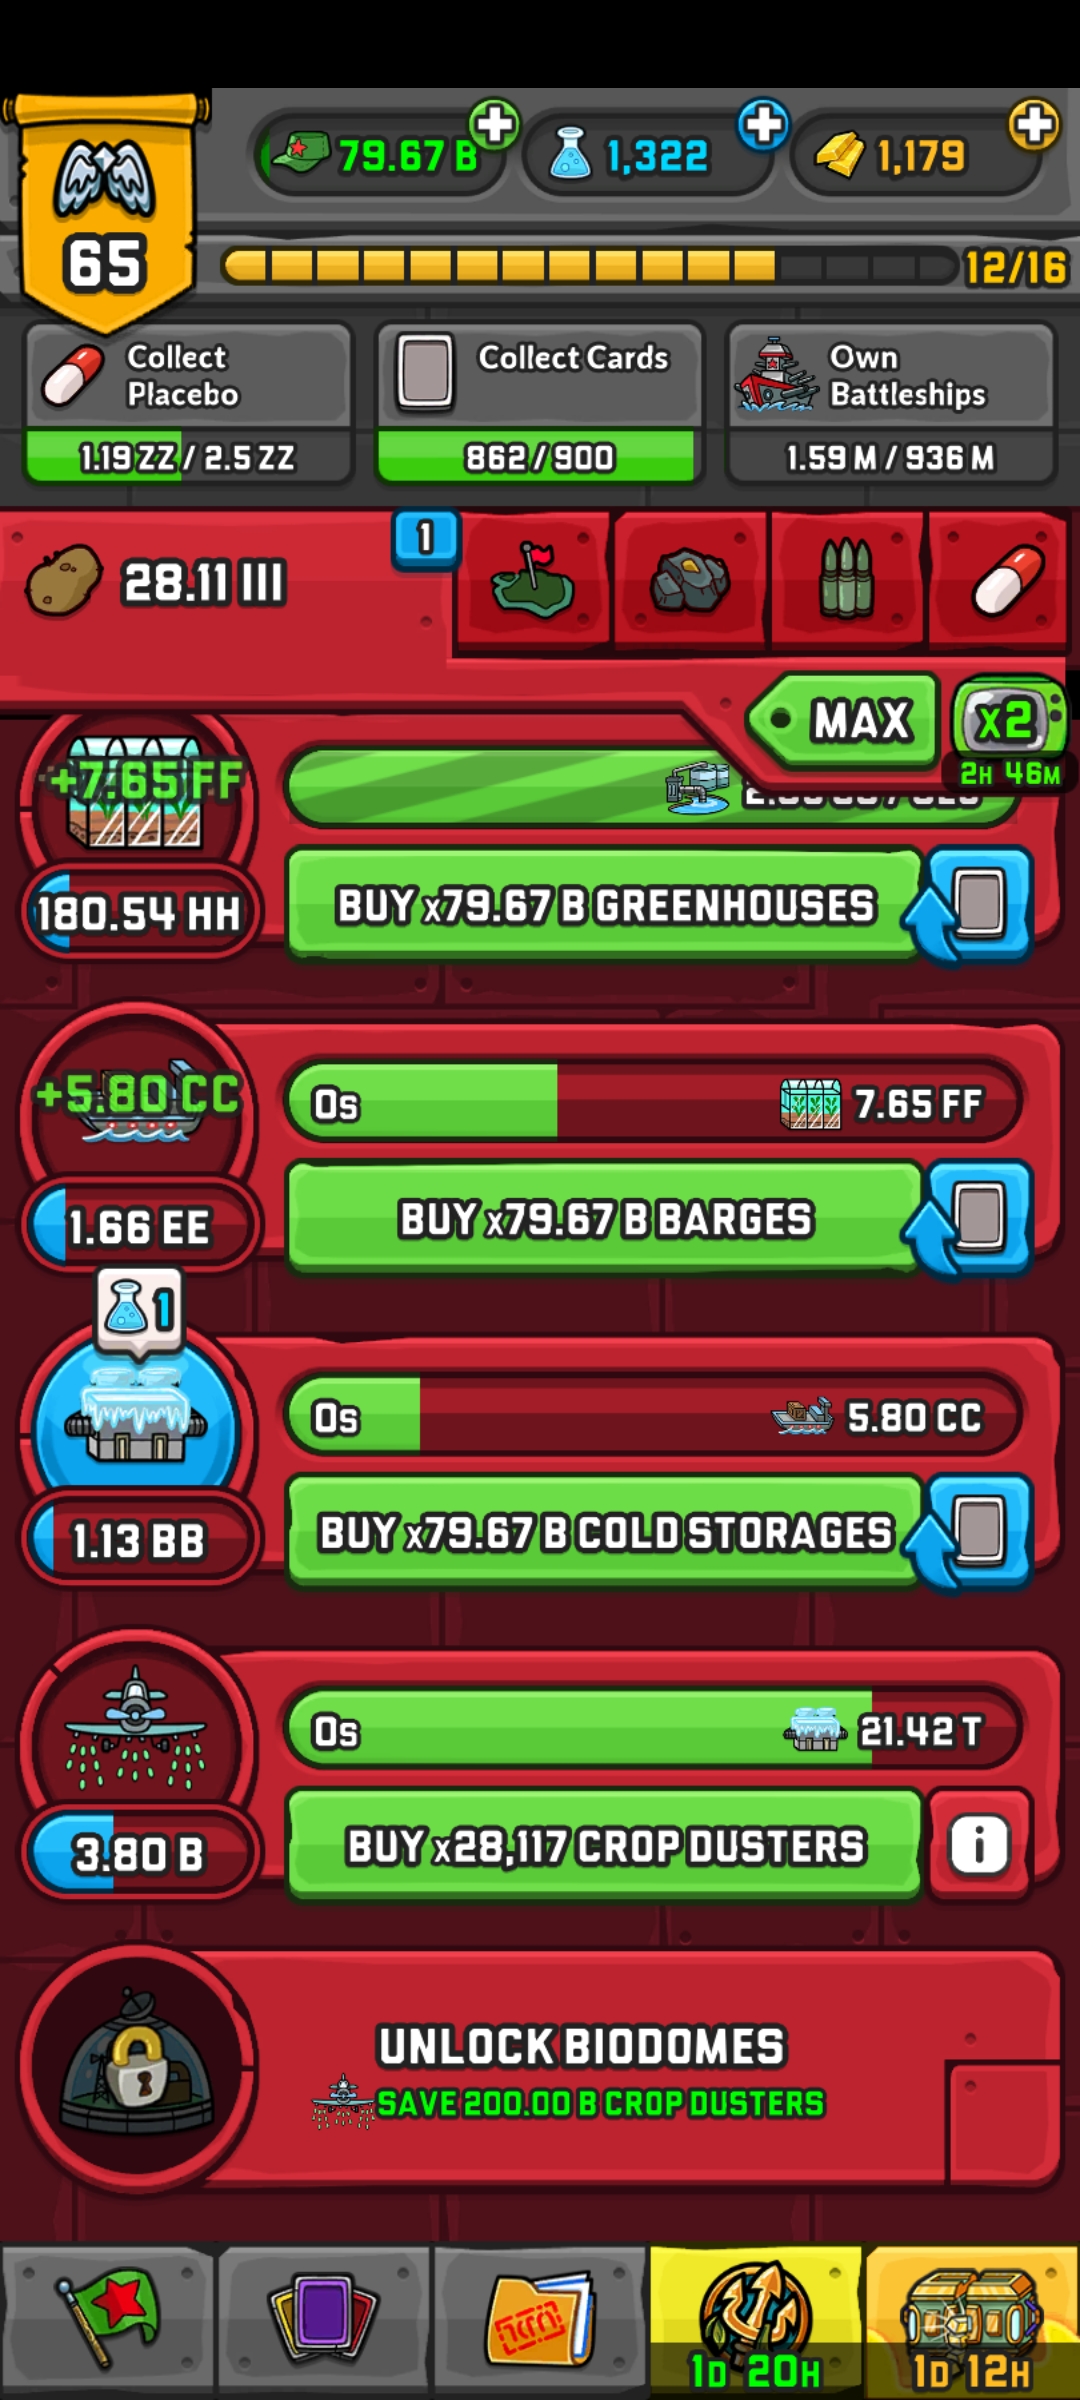 79.67 B
1,322
1,179
65
12/16
Collect
Placebo
1.19 ZZ / 2.5 ZZ
Collect Cards
862/900
Own
Battleships
1.59 M / 936 M
28.11 III
1
MAX
X2
2H 46M
+7.65 FF
180.54 HH
BUY x79.67 B GREENHOUSES
+5.80 CC
0s
7.65 FF
1.66 EE
BUY x79.67 B BARGES
1
0s
5.80 CC
1.13 BB
BUY x79.67 B COLD STORAGES
0s
21.42 T
3.80 B
BUY x28,117 CROP DUSTERS
i
UNLOCK BIODOMES
SAVE 200.00 B CROP DUSTERS
1D 20H
1D 12H